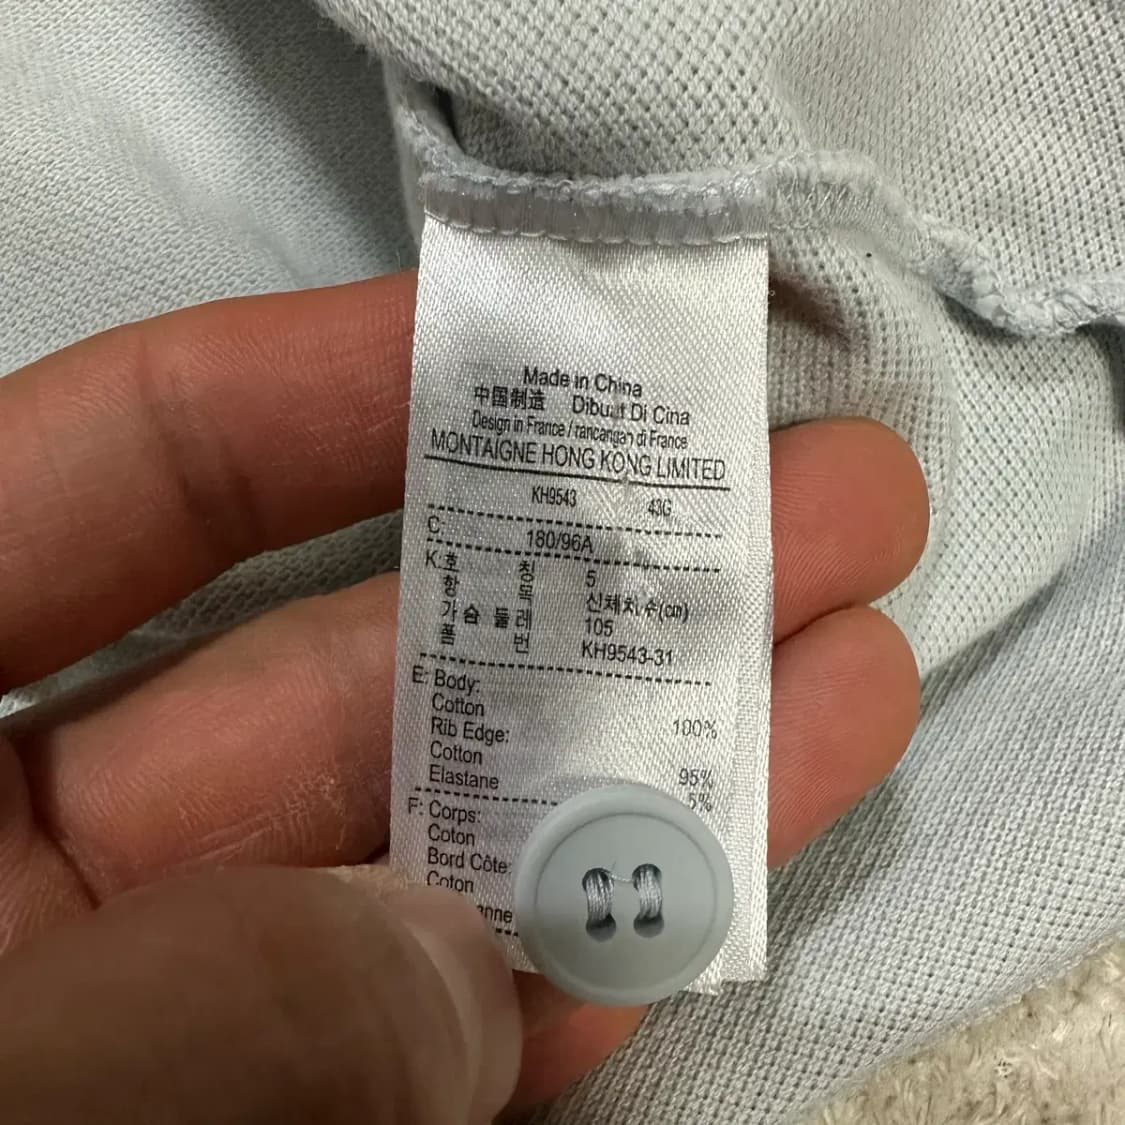 Made in China
中国制造 Dibuat Di Cina
Design in France / rancangan di France
MONTAIGNE HONG KONG LIMITED
KH9543 43G
C: 180/96A
K:호 칭 5
항 목 신체치수(cm)
가슴 둘레 105
품 번 KH9543-31
E: Body:
Cotton 100%
Rib Edge:
Cotton 95%
Elastane 5%
F: Corps:
Coton
Bord Côte:
Coton